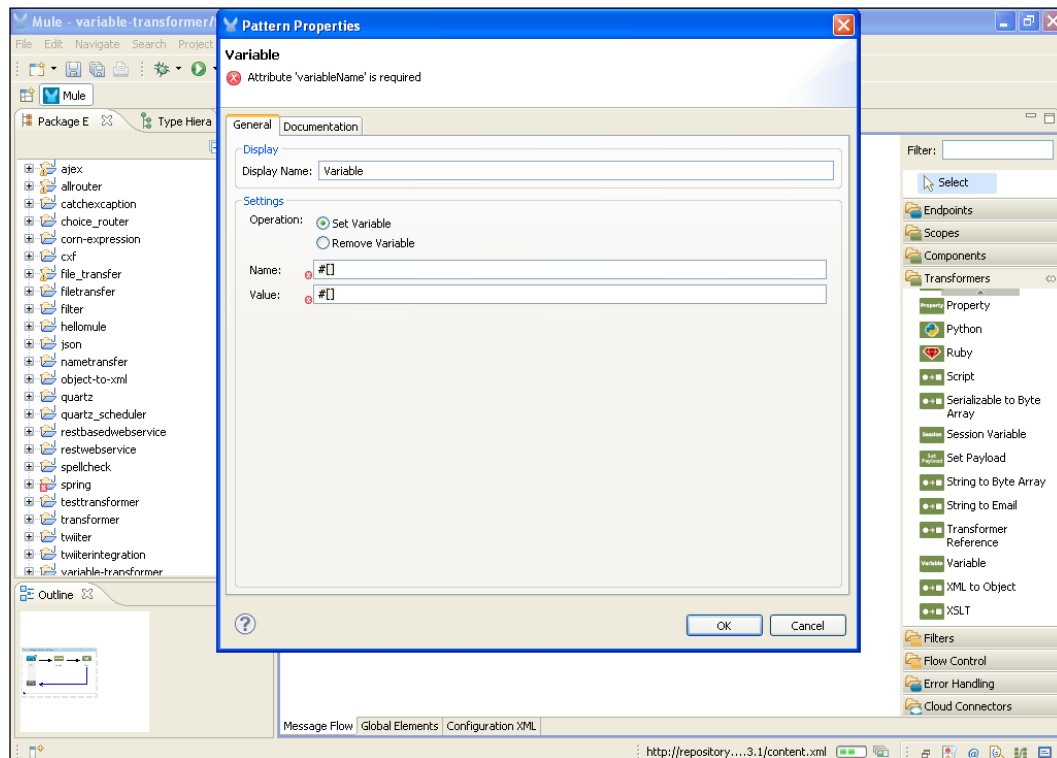 Mule - variable-transformer/
File Edit Navigate Search Project
Mule
Package E
Type Hiera
ajex
allrouter
catchexcaption
choice_router
corn-expression
cxf
file_transfer
filetransfer
filter
hellomule
json
nametransfer
object-to-xml
quartz
quartz_scheduler
restbasedwebservice
restwebservice
spellcheck
spring
testtransformer
transformer
twiiter
twiiterintegration
variable-transformer
Outline
Pattern Properties
Variable
Attribute 'variableName' is required
General Documentation
Display
Display Name: Variable
Settings
Operation: Set Variable
Remove Variable
Name: #[]
Value: #[]
? OK Cancel
Message Flow Global Elements Configuration XML
Filter:
Select
Endpoints
Scopes
Components
Transformers
Property Property
Python
Ruby
Script
Serializable to Byte
Array
Session Session Variable
Set Payload Set Payload
String to Byte Array
String to Email
Transformer
Reference
Variable Variable
XML to Object
XSLT
Filters
Flow Control
Error Handling
Cloud Connectors
http://repository....3.1/content.xml